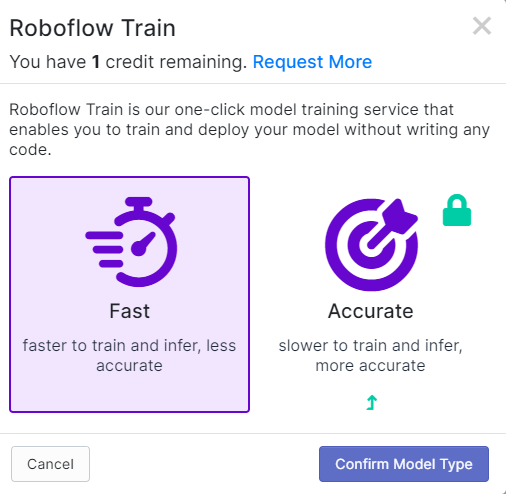 Roboflow Train
You have 1 credit remaining. Request More
Roboflow Train is our one-click model training service that
enables you to train and deploy your model without writing any
code.
Fast
faster to train and infer, less
accurate
Accurate
slower to train and infer,
more accurate
Cancel
Confirm Model Type